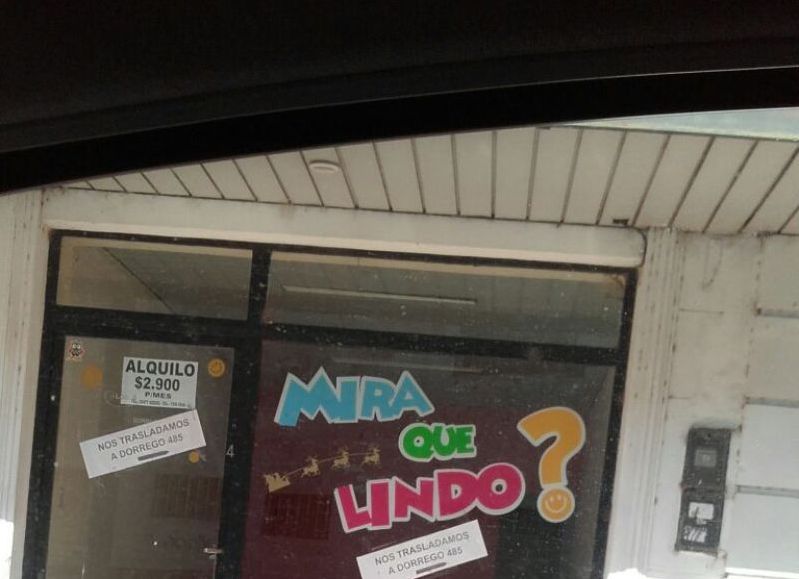 ALQUILO
$2.900
P/MES
NOS TRASLADAMOS
A DORREGO 485
4
MIRA
QUE
LINDO?
NOS TRASLADAMOS
A DORREGO 485